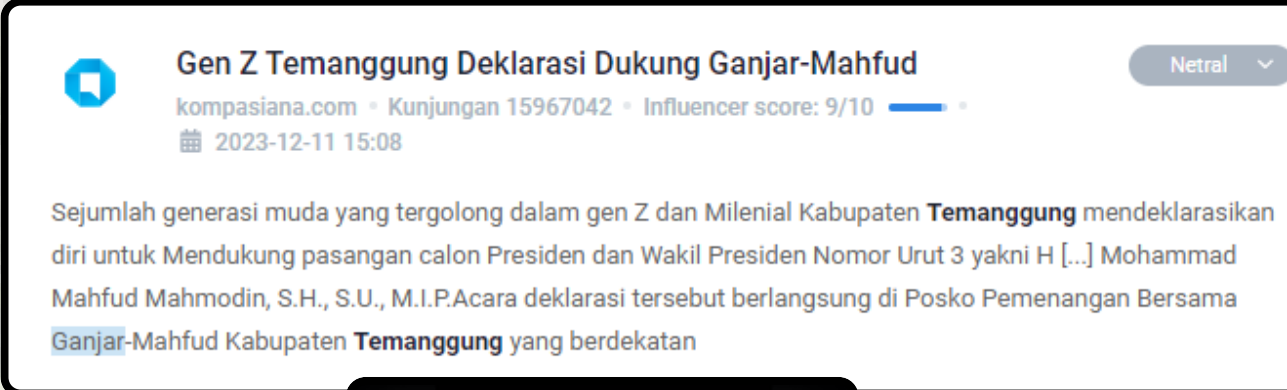 Gen Z Temanggung Deklarasi Dukung Ganjar-Mahfud
Netral
kompasiana.com • Kunjungan 15967042 • Influencer score: 9/10 •
2023-12-11 15:08
Sejumlah generasi muda yang tergolong dalam gen Z dan Milenial Kabupaten Temanggung mendeklarasikan
diri untuk Mendukung pasangan calon Presiden dan Wakil Presiden Nomor Urut 3 yakni H [...] Mohammad
Mahfud Mahmodin, S.H., S.U., M.I.P.Acara deklarasi tersebut berlangsung di Posko Pemenangan Bersama
Ganjar-Mahfud Kabupaten Temanggung yang berdekatan